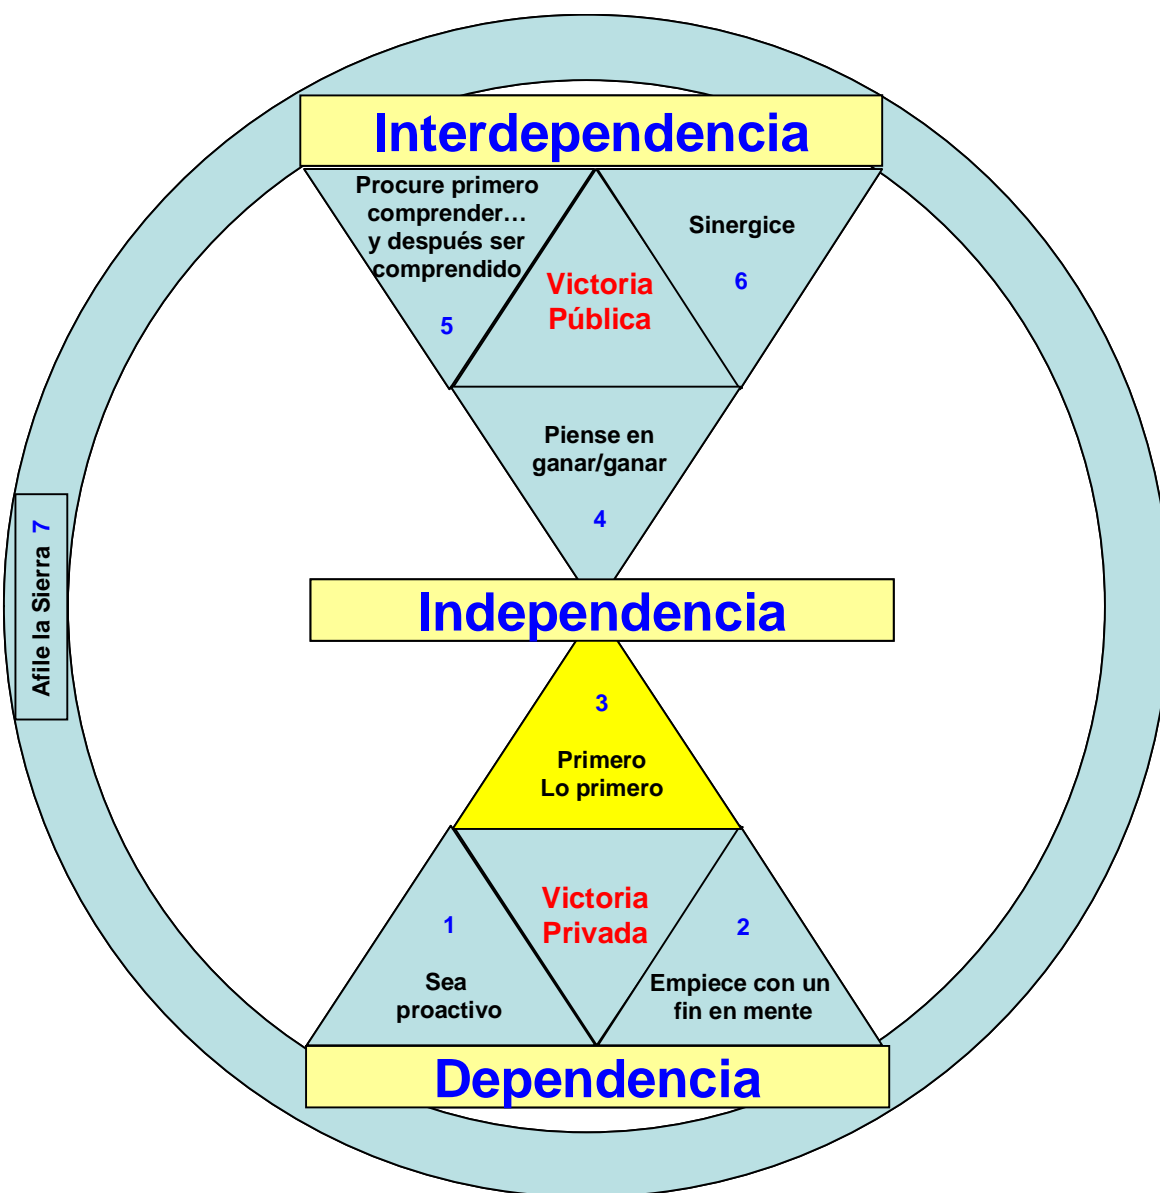 Interdependencia
Procure primero
comprender…
y después ser
comprendido
5
Victoria
Pública
Sinergice
6
Piense en
ganar/ganar
4
Afile la Sierra 7
Independencia
3
Primero
Lo primero
Victoria
Privada
1
Sea
proactivo
2
Empiece con un
fin en mente
Dependencia